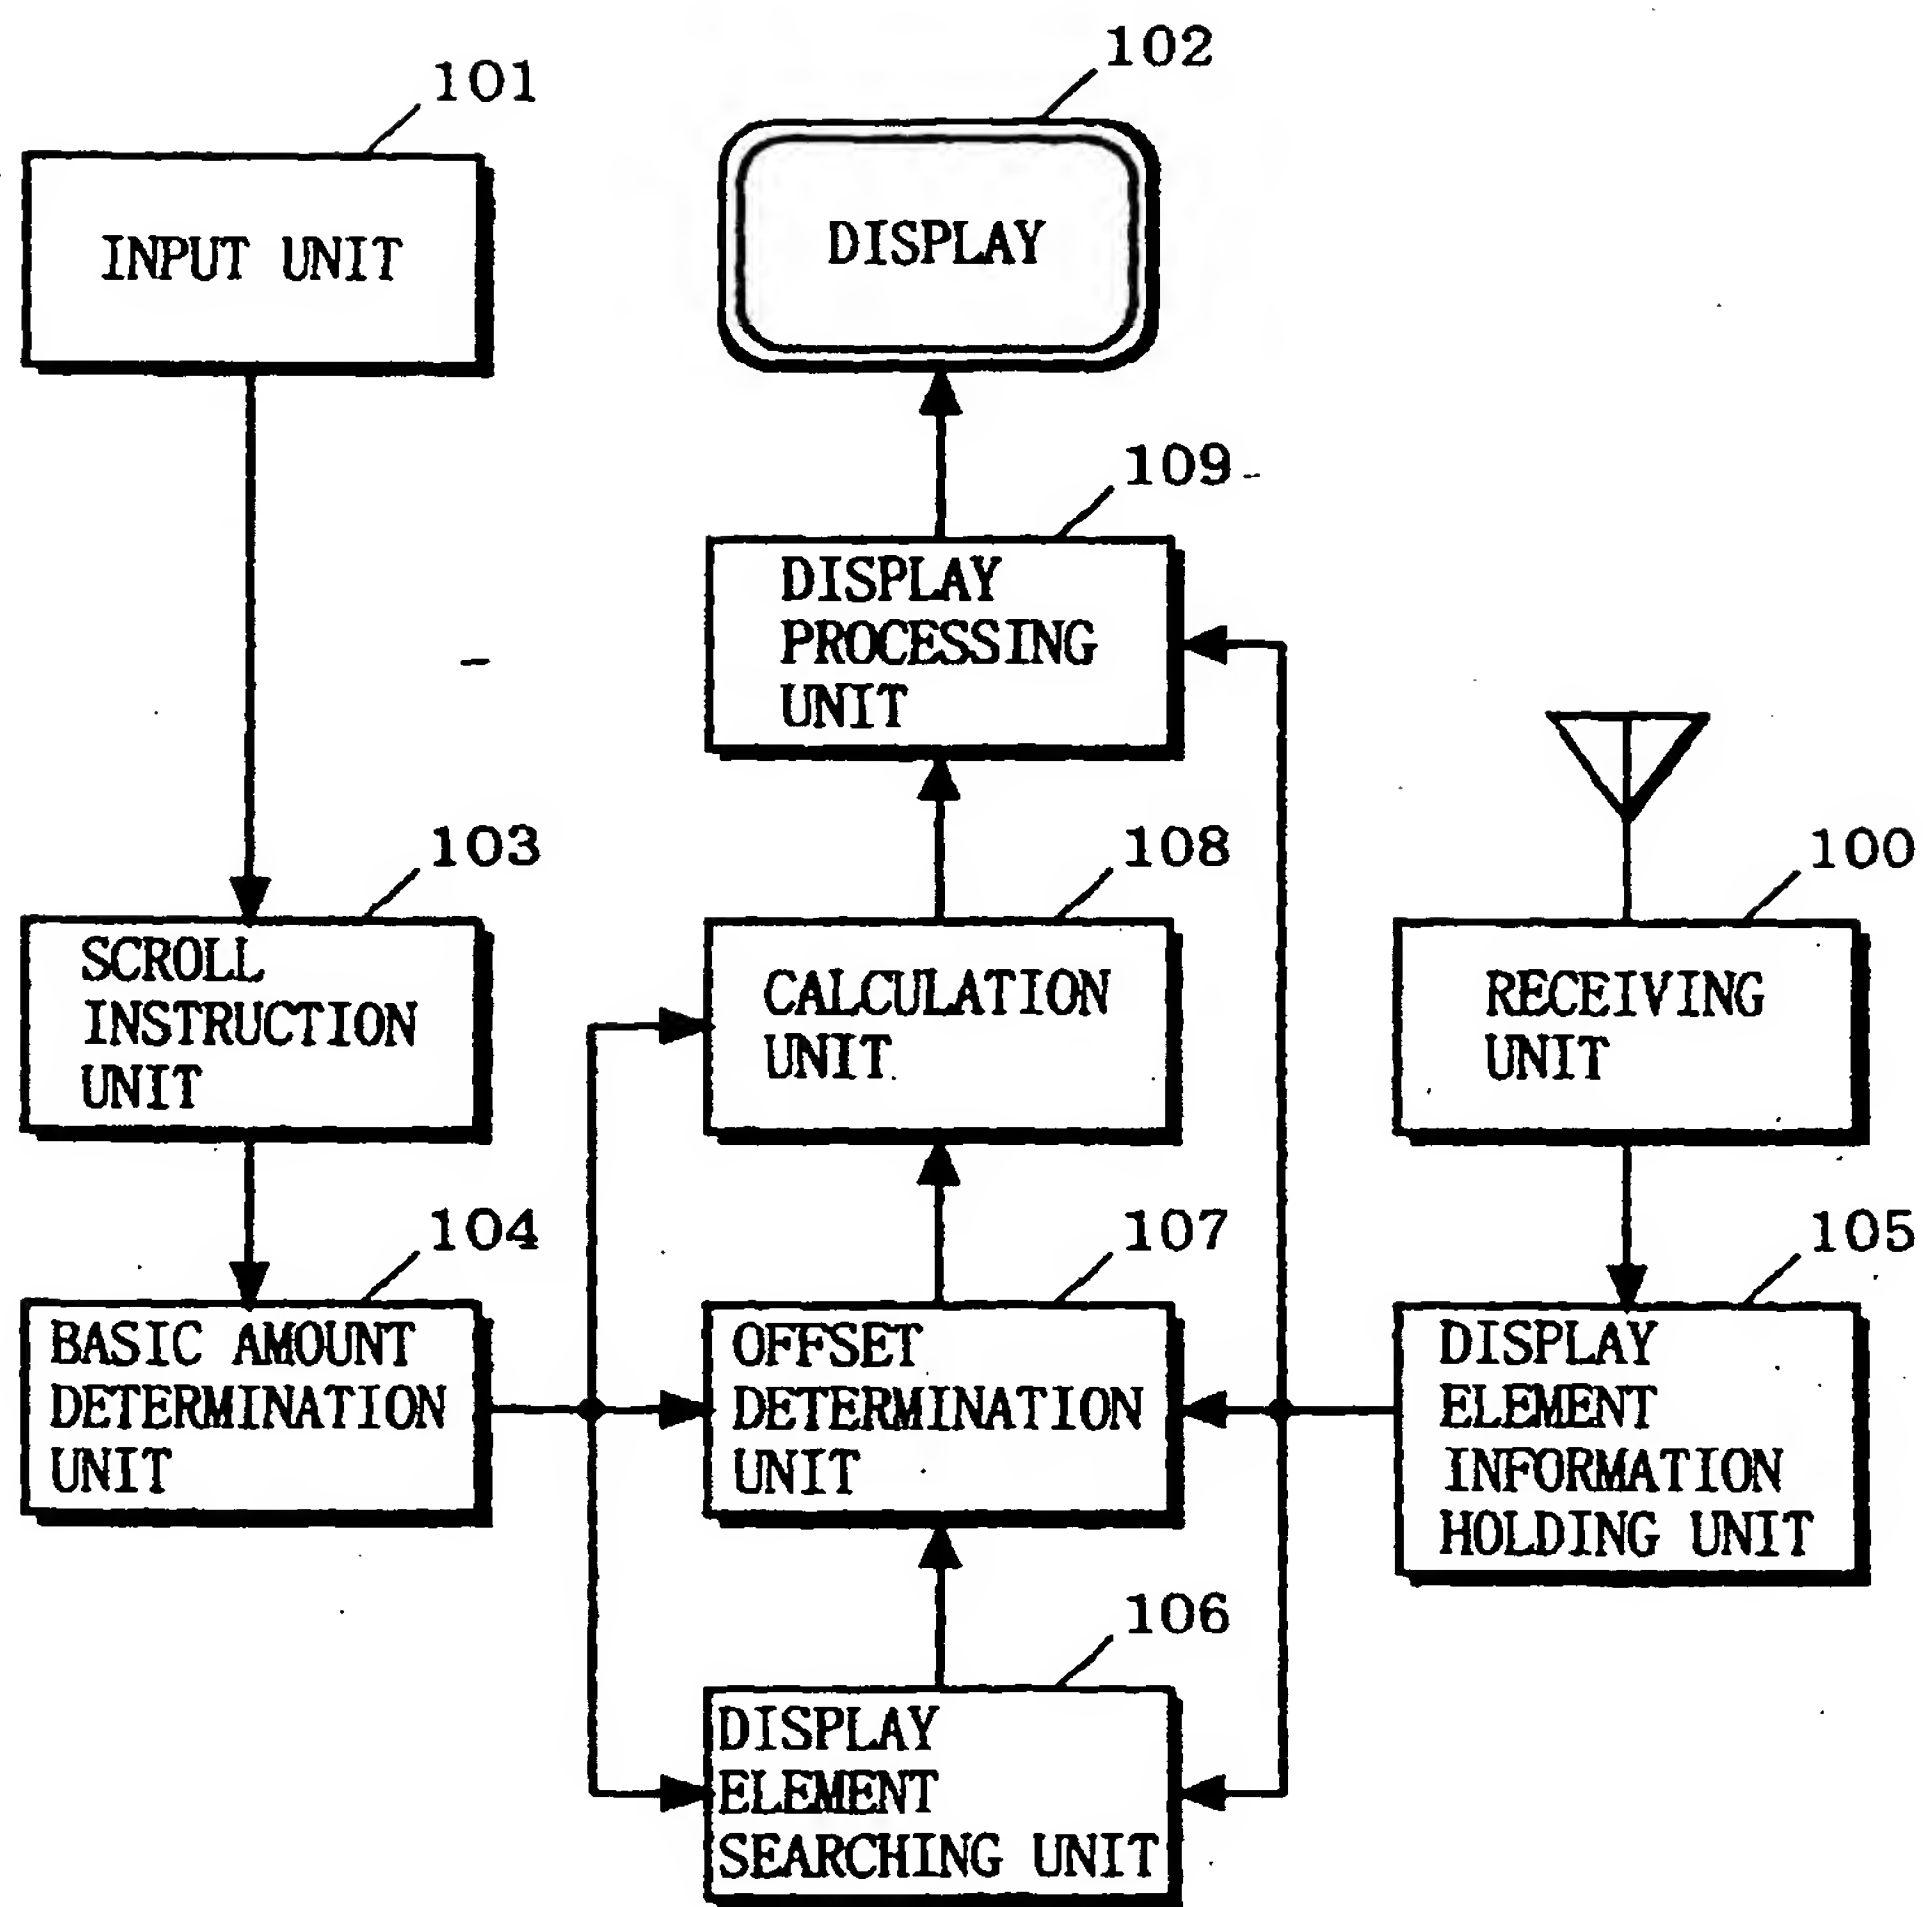 102
101
INPUT UNIT
DISPLAY
109
DISPLAY
PROCESSING
UNIT
103
108
100
SCROLL
INSTRUCTION
UNIT
CALCULATION
UNIT
RECEIVING
UNIT
104
107
105
BASIC AMOUNT
DETERMINATION
UNIT
OFFSET
DETERMINATION
UNIT
DISPLAY
ELEMENT
INFORMATION
HOLDING UNIT
106
DISPLAY
ELEMENT
SEARCHING UNIT